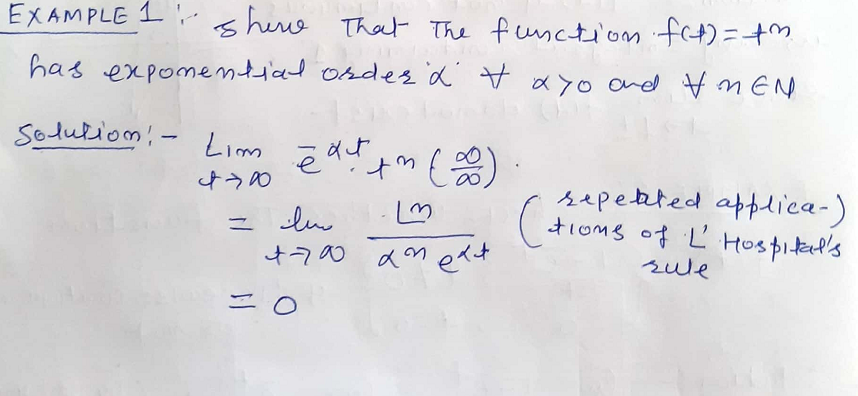 EXAMPLE 1 :- Show That The function f(t) = t^n
has exponential order α ∀ α>0 and ∀ n∈N
Solution:- Lim t→∞ e^-αt . t^n (∞/∞).
= lim t→∞ ⌊n / α^n e^αt (repeated applica-
tions of L' Hospital's
rule)
= 0